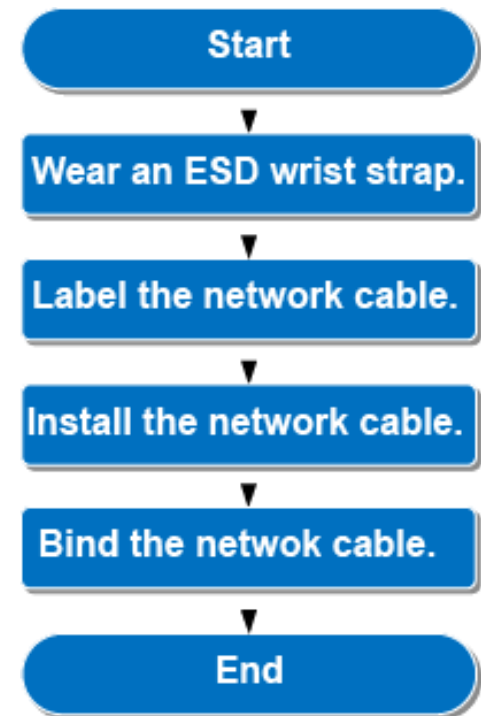 Start
Wear an ESD wrist strap.
Label the network cable.
Install the network cable.
Bind the netwok cable.
End